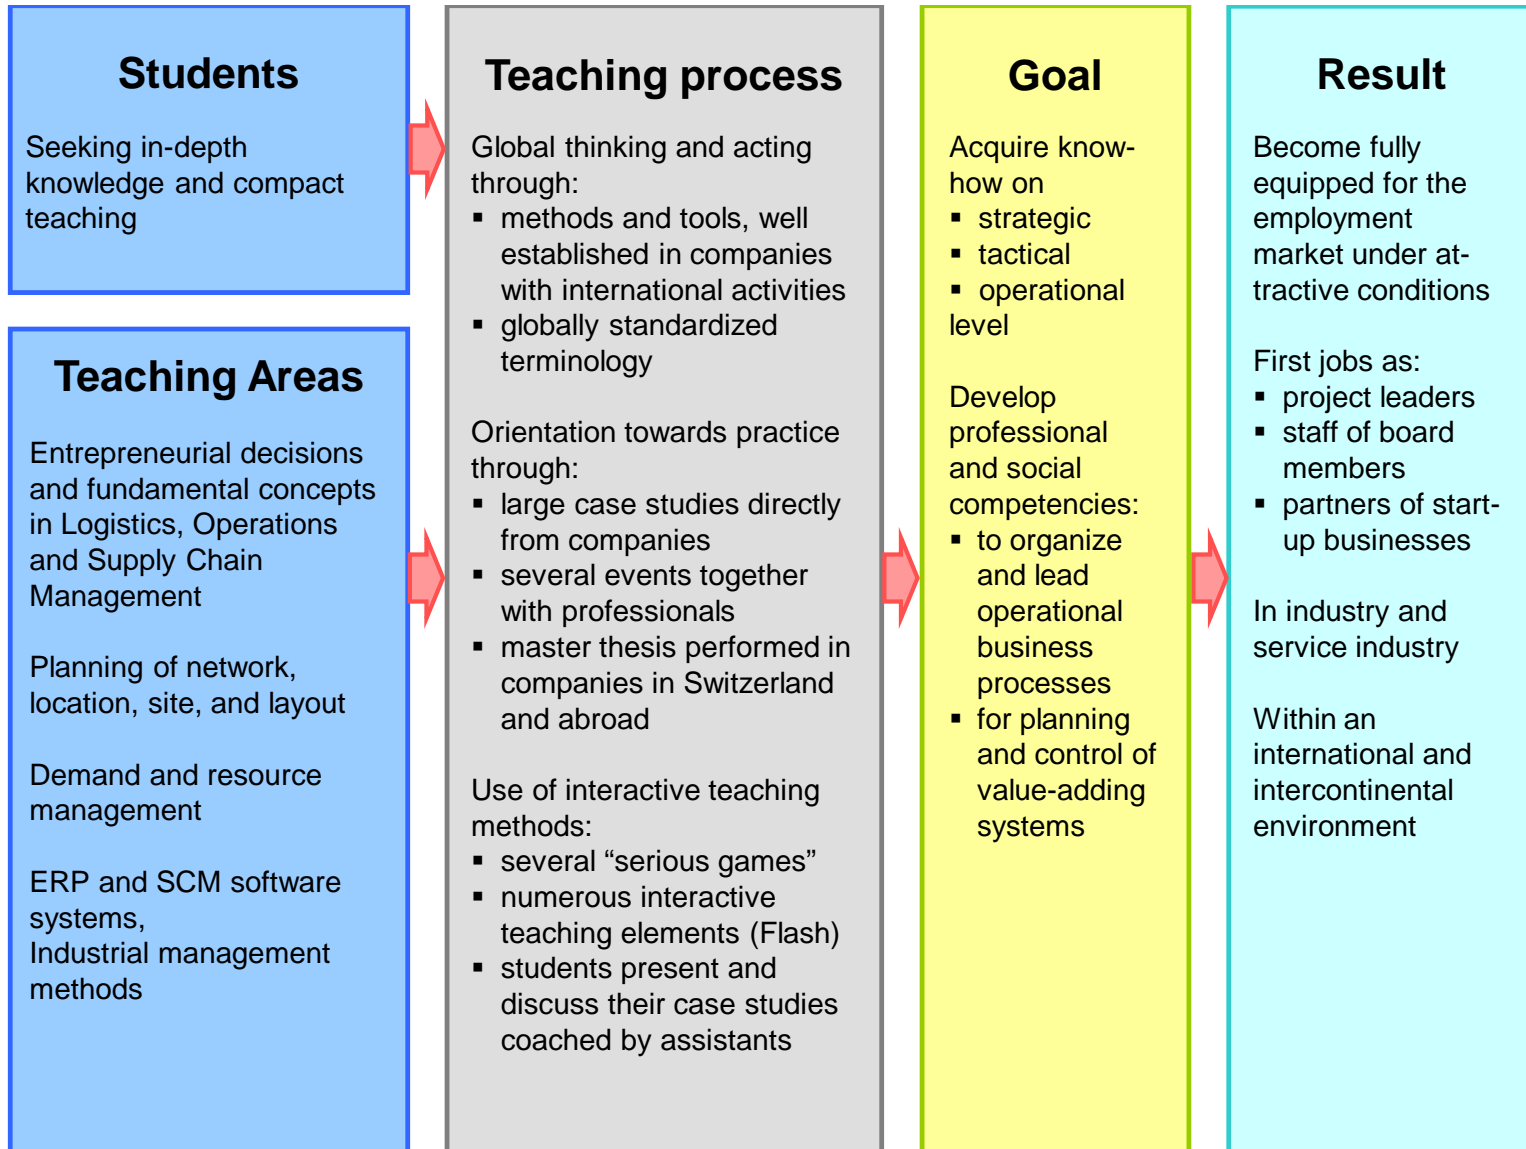 Students
Seeking in-depth
knowledge and compact
teaching
Teaching Areas
Entrepreneurial decisions
and fundamental concepts
in Logistics, Operations
and Supply Chain
Management
Planning of network,
location, site, and layout
Demand and resource
management
ERP and SCM software
systems,
Industrial management
methods
Teaching process
Global thinking and acting
through:
▪ methods and tools, well
established in companies
with international activities
▪ globally standardized
terminology
Orientation towards practice
through:
▪ large case studies directly
from companies
▪ several events together
with professionals
▪ master thesis performed in
companies in Switzerland
and abroad
Use of interactive teaching
methods:
▪ several “serious games”
▪ numerous interactive
teaching elements (Flash)
▪ students present and
discuss their case studies
coached by assistants
Goal
Acquire know-
how on
▪ strategic
▪ tactical
▪ operational
level
Develop
professional
and social
competencies:
▪ to organize
and lead
operational
business
processes
▪ for planning
and control of
value-adding
systems
Result
Become fully
equipped for the
employment
market under at-
tractive conditions
First jobs as:
▪ project leaders
▪ staff of board
members
▪ partners of start-
up businesses
In industry and
service industry
Within an
international and
intercontinental
environment